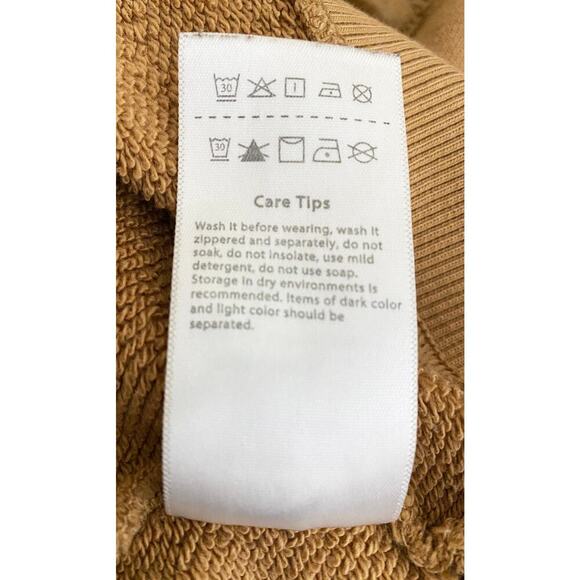 30
30
Care Tips
Wash It before wearing, wash it
zippered and separately, do not
soak, do not insolate, use mild
detergent, do not use soap.
Storage in dry environments is
recommended. Items of dark color
and light color should be
separated.